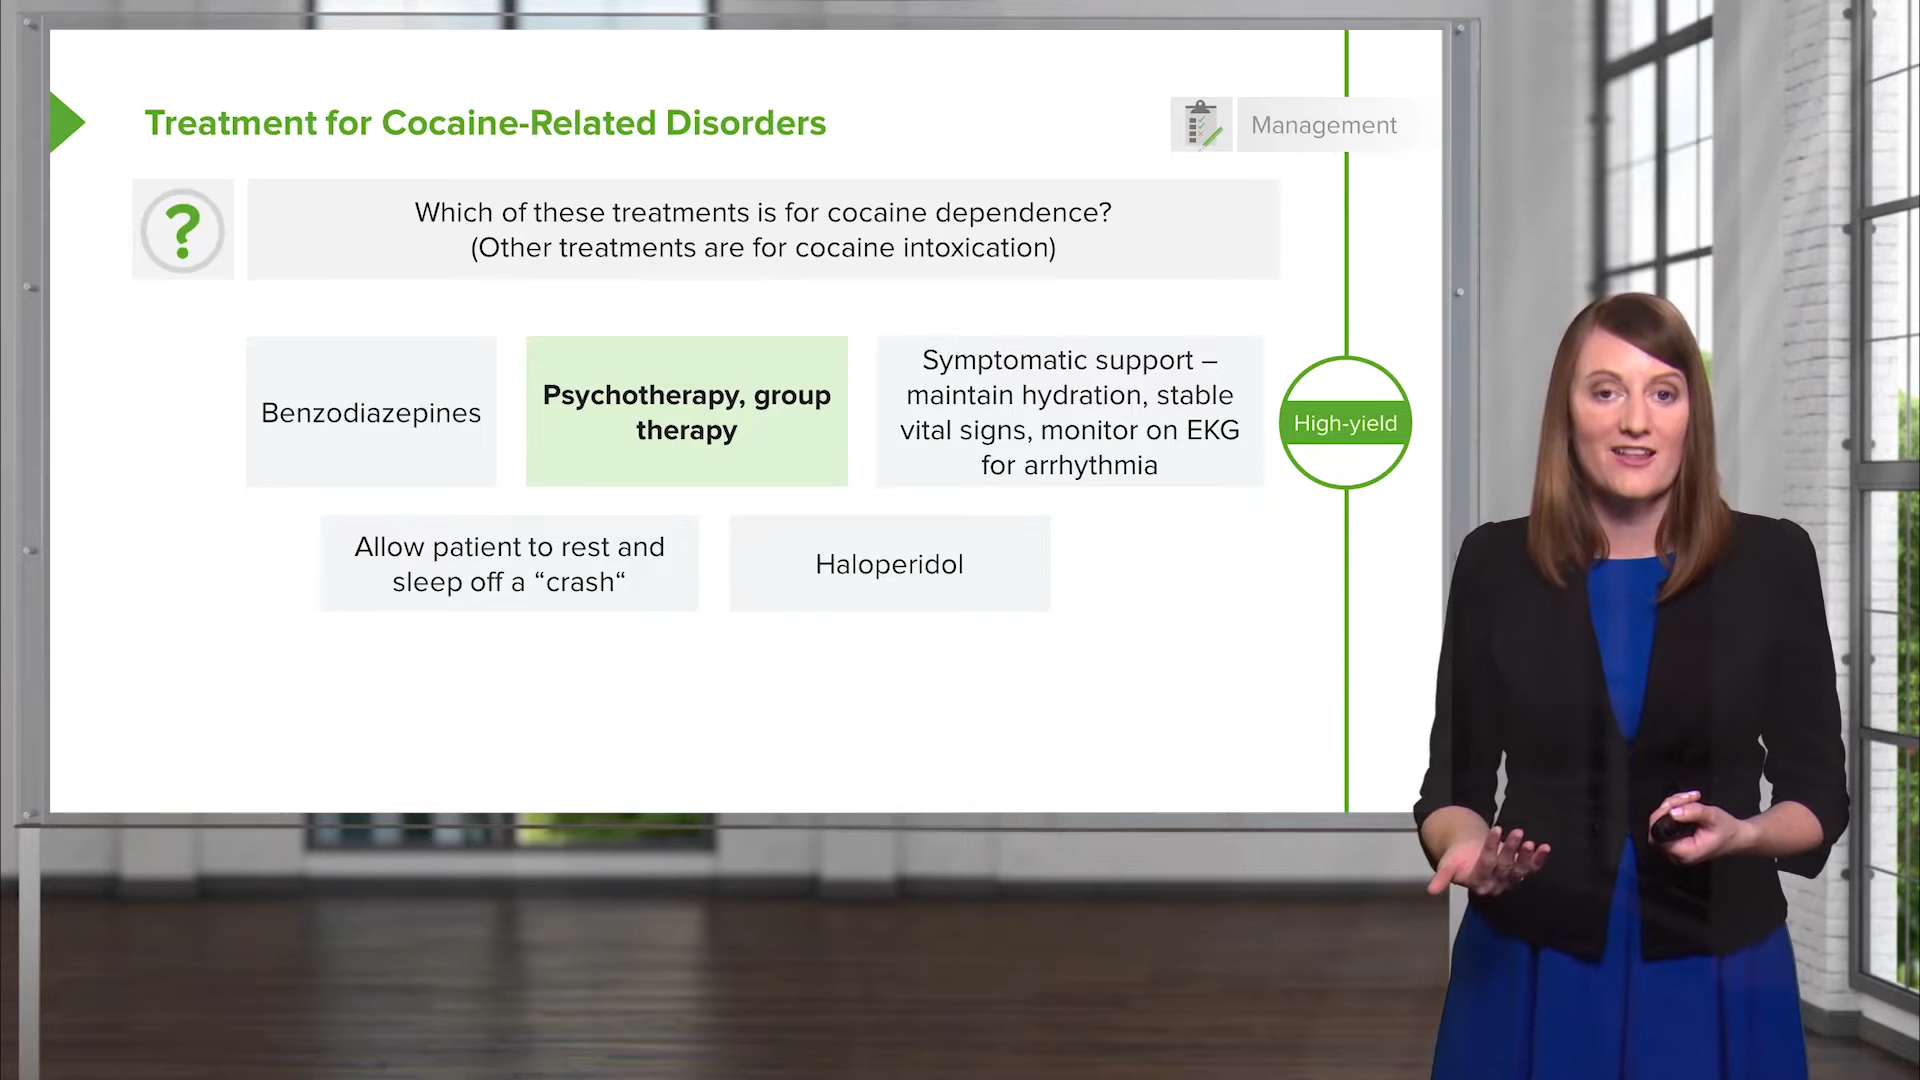 Treatment for Cocaine-Related Disorders
Management
?
Which of these treatments is for cocaine dependence?
(Other treatments are for cocaine intoxication)
Benzodiazepines
Psychotherapy, group
therapy
Symptomatic support –
maintain hydration, stable
vital signs, monitor on EKG
for arrhythmia
High-yield
Allow patient to rest and
sleep off a “crash“
Haloperidol